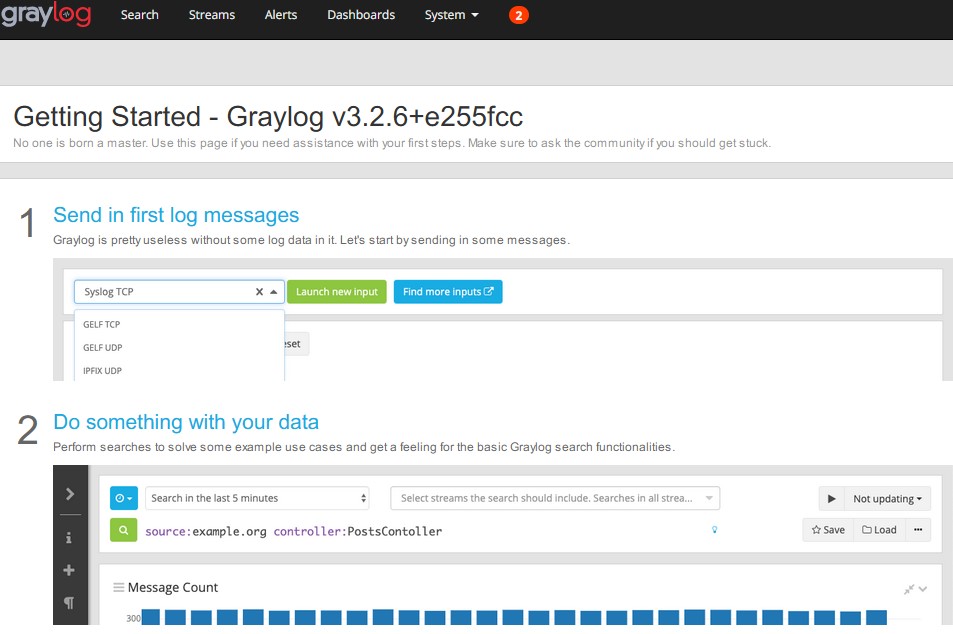 graylog Search Streams Alerts Dashboards System 2
Getting Started - Graylog v3.2.6+e255fcc
No one is born a master. Use this page if you need assistance with your first steps. Make sure to ask the community if you should get stuck.
1 Send in first log messages
Graylog is pretty useless without some log data in it. Let's start by sending in some messages.
Syslog TCP Launch new input Find more inputs
GELF TCP
GELF UDP eset
IPFIX UDP
2 Do something with your data
Perform searches to solve some example use cases and get a feeling for the basic Graylog search functionalities.
Search in the last 5 minutes Select streams the search should include. Searches in all strea... Not updating
source:example.org controller:PostsContoller Save Load
Message Count
300